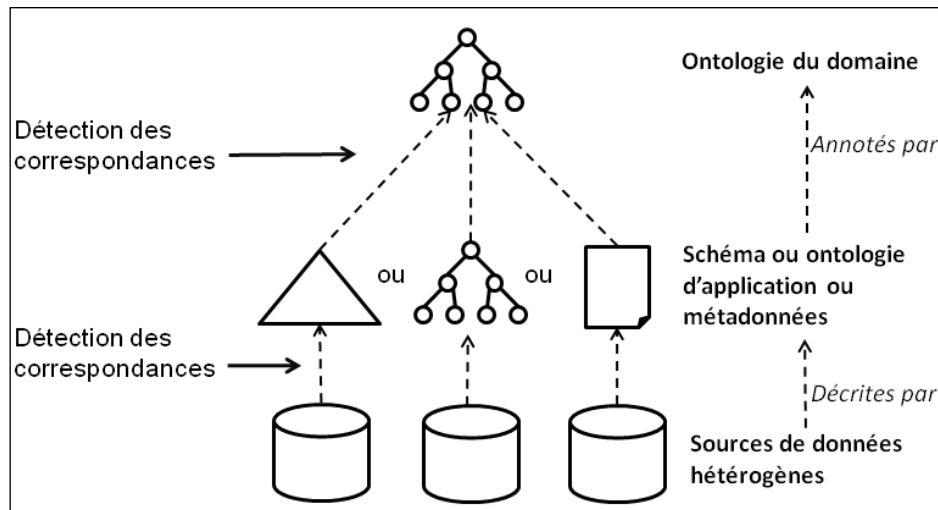 Ontologie du domaine
Détection des
correspondances
Annotés par
ou
ou
Schéma ou ontologie
d'application ou
métadonnées
Détection des
correspondances
Décrites par
Sources de données
hétérogènes